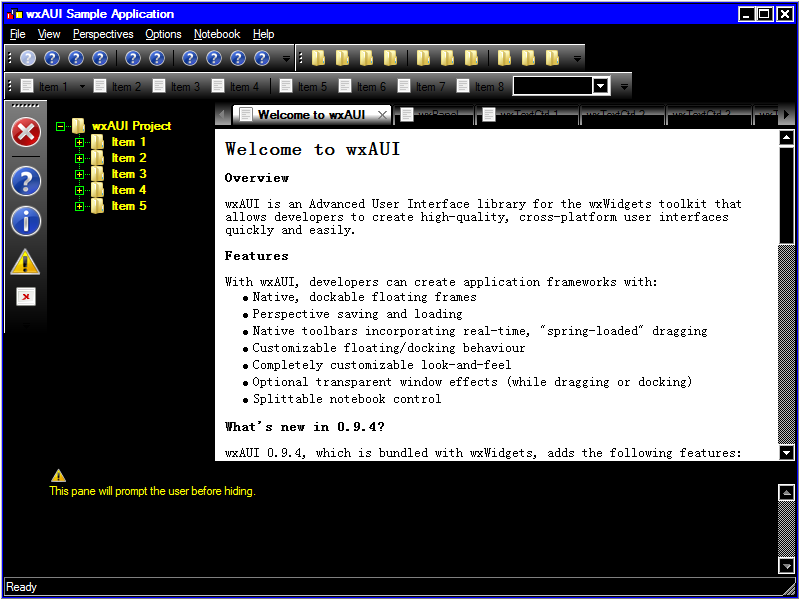 wxAUI Sample Application
File View Perspectives Options Notebook Help
Item 1 Item 2 Item 3 Item 4 Item 5 Item 6 Item 7 Item 8
Welcome to wxAUI wxPanel wxTextCtrl 1 wxTextCtrl 2 wxTextCtrl 3
wxAUI Project
Item 1
Item 2
Item 3
Item 4
Item 5
Welcome to wxAUI
Overview
wxAUI is an Advanced User Interface library for the wxWidgets toolkit that
allows developers to create high-quality, cross-platform user interfaces
quickly and easily.
Features
With wxAUI, developers can create application frameworks with:
Native, dockable floating frames
Perspective saving and loading
Native toolbars incorporating real-time, "spring-loaded" dragging
Customizable floating/docking behaviour
Completely customizable look-and-feel
Optional transparent window effects (while dragging or docking)
Splittable notebook control
What's new in 0.9.4?
wxAUI 0.9.4, which is bundled with wxWidgets, adds the following features:
This pane will prompt the user before hiding.
Ready